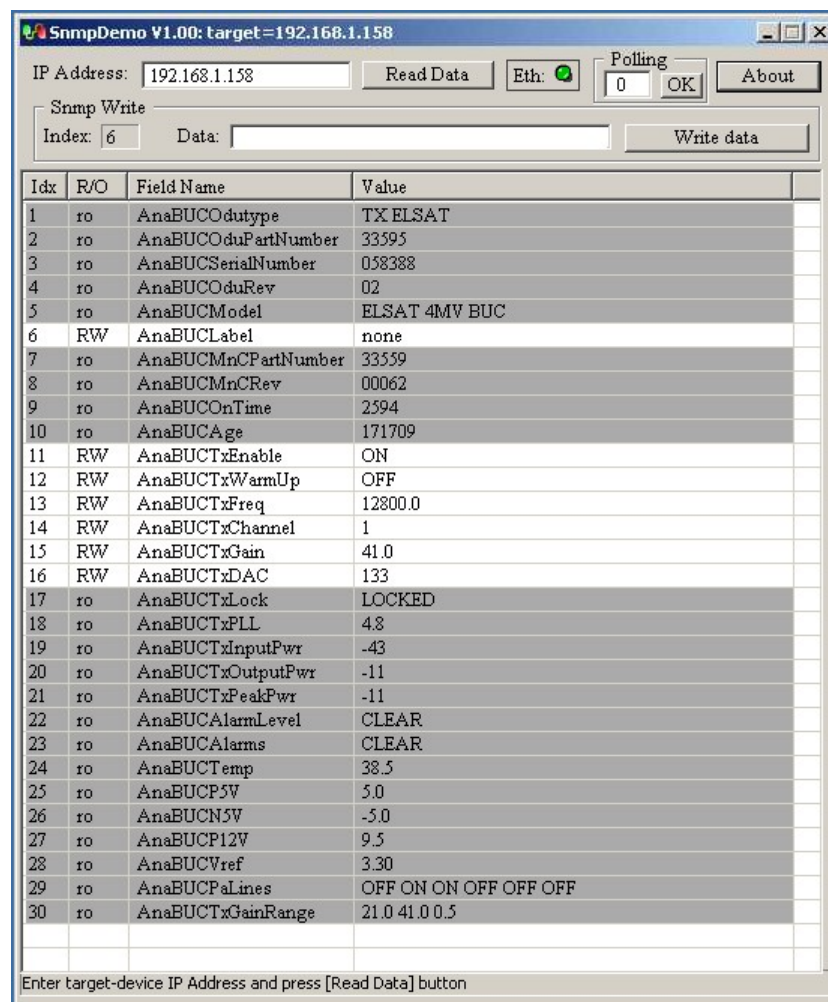 SnmpDemo V1.00: target=192.168.1.158
IP Address: 192.168.1.158 Read Data Eth: Polling 0 OK About
Snmp Write
Index: 6 Data: Write data
Idx R/O Field Name Value
1 ro AnaBUCOdutype TX ELSAT
2 ro AnaBUCOduPartNumber 33595
3 ro AnaBUCSerialNumber 058388
4 ro AnaBUCOduRev 02
5 ro AnaBUCModel ELSAT 4MV BUC
6 RW AnaBUCLabel none
7 ro AnaBUCMnCPartNumber 33559
8 ro AnaBUCMnCRev 00062
9 ro AnaBUCOnTime 2594
10 ro AnaBUCAge 171709
11 RW AnaBUCTxEnable ON
12 RW AnaBUCTxWarmUp OFF
13 RW AnaBUCTxFreq 12800.0
14 RW AnaBUCTxChannel 1
15 RW AnaBUCTxGain 41.0
16 RW AnaBUCTxDAC 133
17 ro AnaBUCTxLock LOCKED
18 ro AnaBUCTxPLL 4.8
19 ro AnaBUCTxInputPwr -43
20 ro AnaBUCTxOutputPwr -11
21 ro AnaBUCTxPeakPwr -11
22 ro AnaBUCAlarmLevel CLEAR
23 ro AnaBUCAlarms CLEAR
24 ro AnaBUCTemp 38.5
25 ro AnaBUCP5V 5.0
26 ro AnaBUCN5V -5.0
27 ro AnaBUCP12V 9.5
28 ro AnaBUCVref 3.30
29 ro AnaBUCPaLines OFF ON ON OFF OFF OFF
30 ro AnaBUCTxGainRange 21.0 41.0 0.5
Enter target-device IP Address and press [Read Data] button